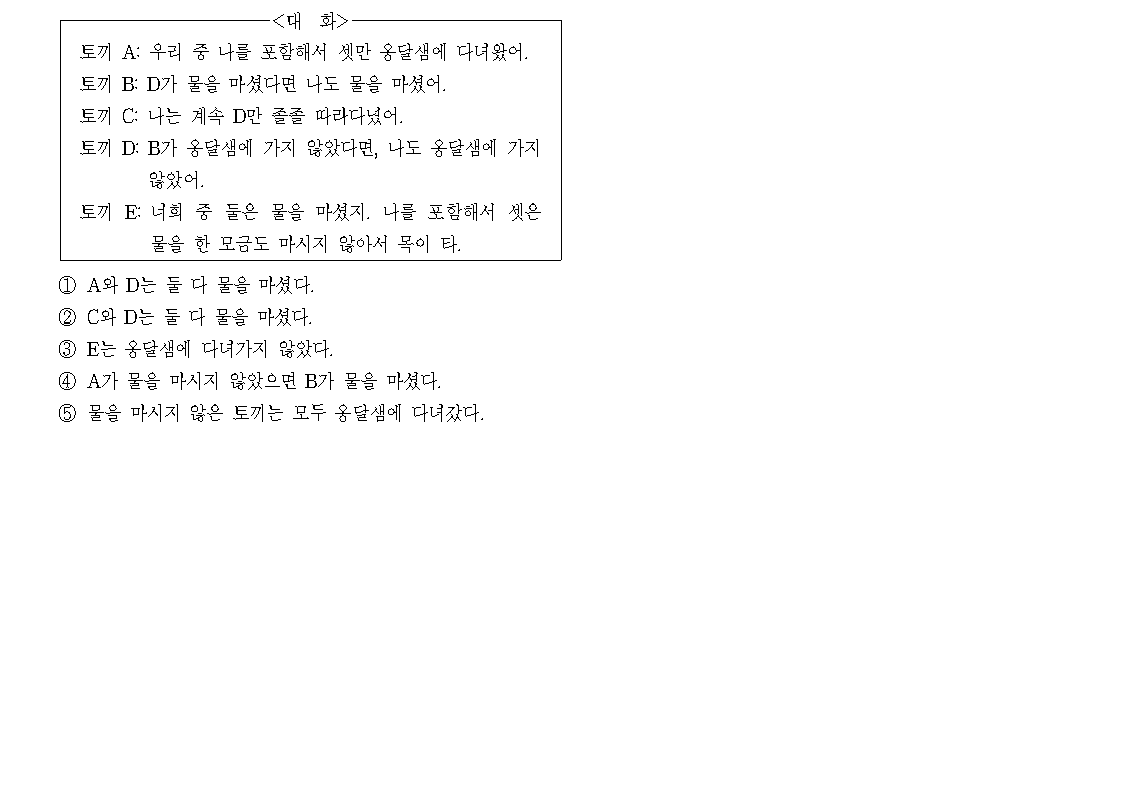 <대 화>
토끼 A: 우리 중 나를 포함해서 셋만 옹달샘에 다녀왔어.
토끼 B: D가 물을 마셨다면 나도 물을 마셨어.
토끼 C: 나는 계속 D만 졸졸 따라다녔어.
토끼 D: B가 옹달샘에 가지 않았다면, 나도 옹달샘에 가지
않았어.
토끼 E: 너희 중 둘은 물을 마셨지. 나를 포함해서 셋은
물을 한 모금도 마시지 않아서 목이 타.
① A와 D는 둘 다 물을 마셨다.
② C와 D는 둘 다 물을 마셨다.
③ E는 옹달샘에 다녀가지 않았다.
④ A가 물을 마시지 않았으면 B가 물을 마셨다.
⑤ 물을 마시지 않은 토끼는 모두 옹달샘에 다녀갔다.